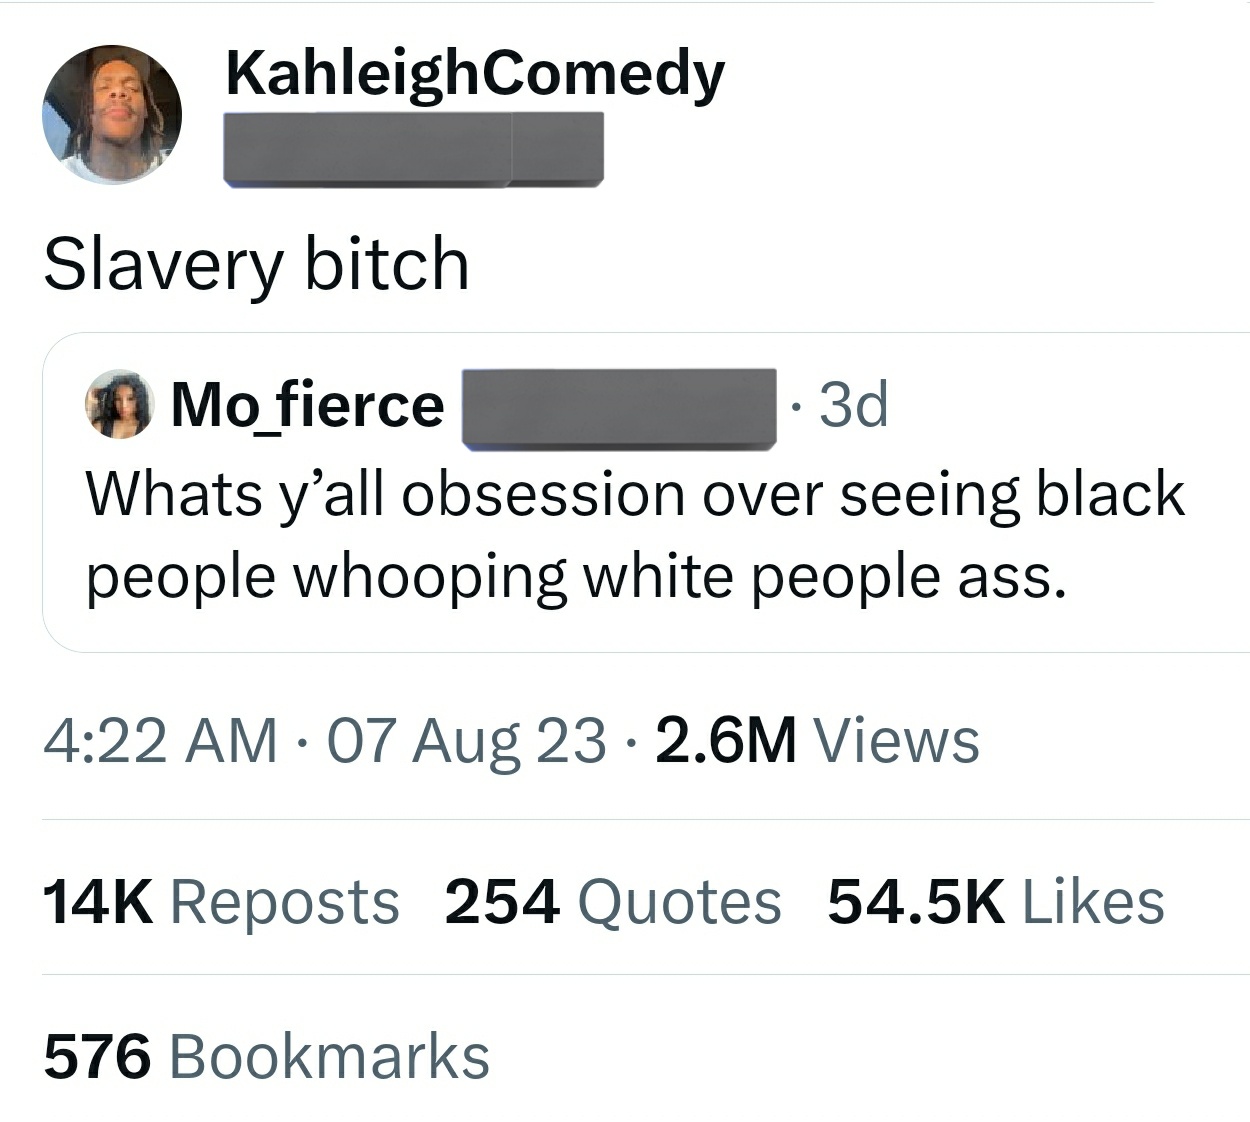 KahleighComedy
Slavery bitch
Mo_fierce · 3d
Whats y’all obsession over seeing black
people whooping white people ass.
4:22 AM · 07 Aug 23 · 2.6M Views
14K Reposts 254 Quotes 54.5K Likes
576 Bookmarks